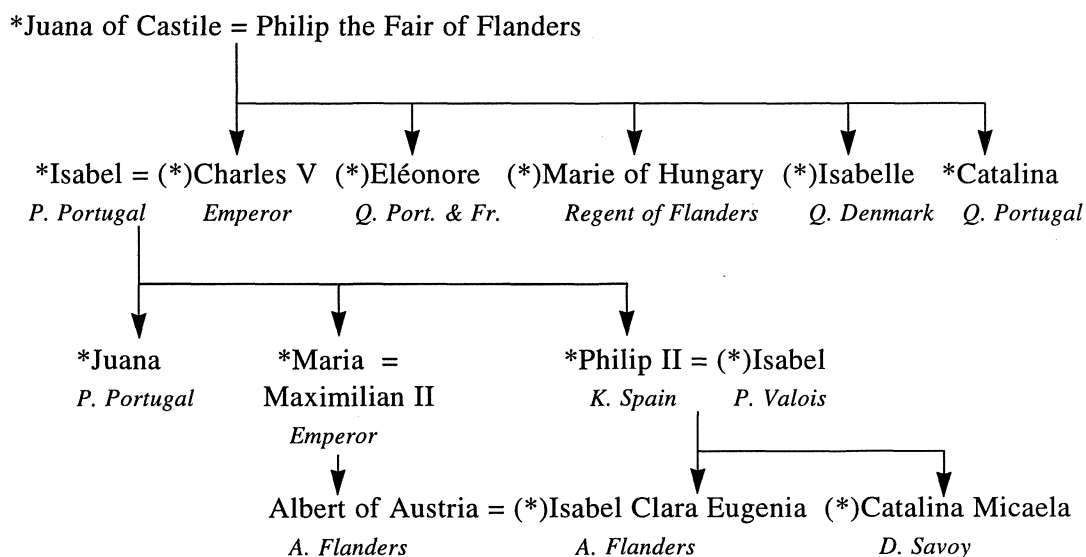 *Juana of Castile = Philip the Fair of Flanders
*Isabel = (*)Charles V (*)Eléonore (*)Marie of Hungary (*)Isabelle *Catalina
P. Portugal Emperor Q. Port. & Fr. Regent of Flanders Q. Denmark Q. Portugal
*Juana *Maria = *Philip II = (*)Isabel
P. Portugal Maximilian II K. Spain P. Valois
Emperor
Albert of Austria = (*)Isabel Clara Eugenia (*)Catalina Micaela
A. Flanders A. Flanders D. Savoy